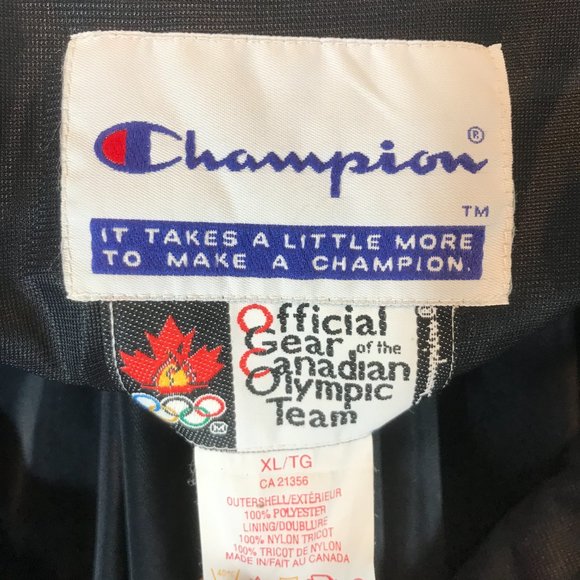 Champion®
TM
IT TAKES A LITTLE MORE
TO MAKE A CHAMPION.
Official
Gear of the
Canadian
Olympic
Team
M
XL/TG
CA 21356
OUTERSHELL/EXTÉRIEUR
100% POLYESTER
LINING/DOUBLURE
100% NYLON TRICOT
100% TRICOT DE NYLON
MADE IN/FAIT AU CANADA